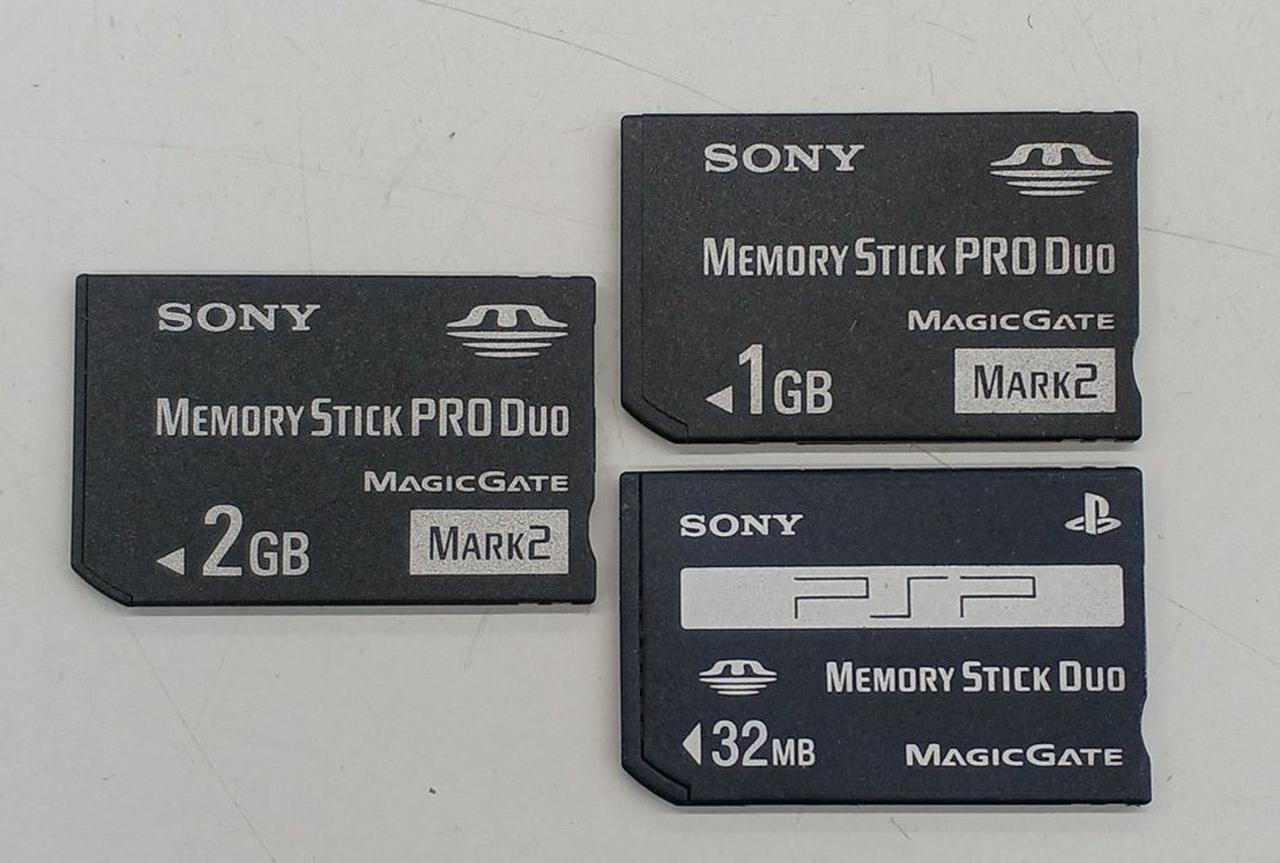 SONY
MEMORY STICK PRO DUO
MAGICGATE
2GB
MARK2
SONY
MEMORY STICK PRO DUO
MAGICGATE
1GB
MARK2
SONY
PSP
MEMORY STICK DUO
32MB
MAGICGATE